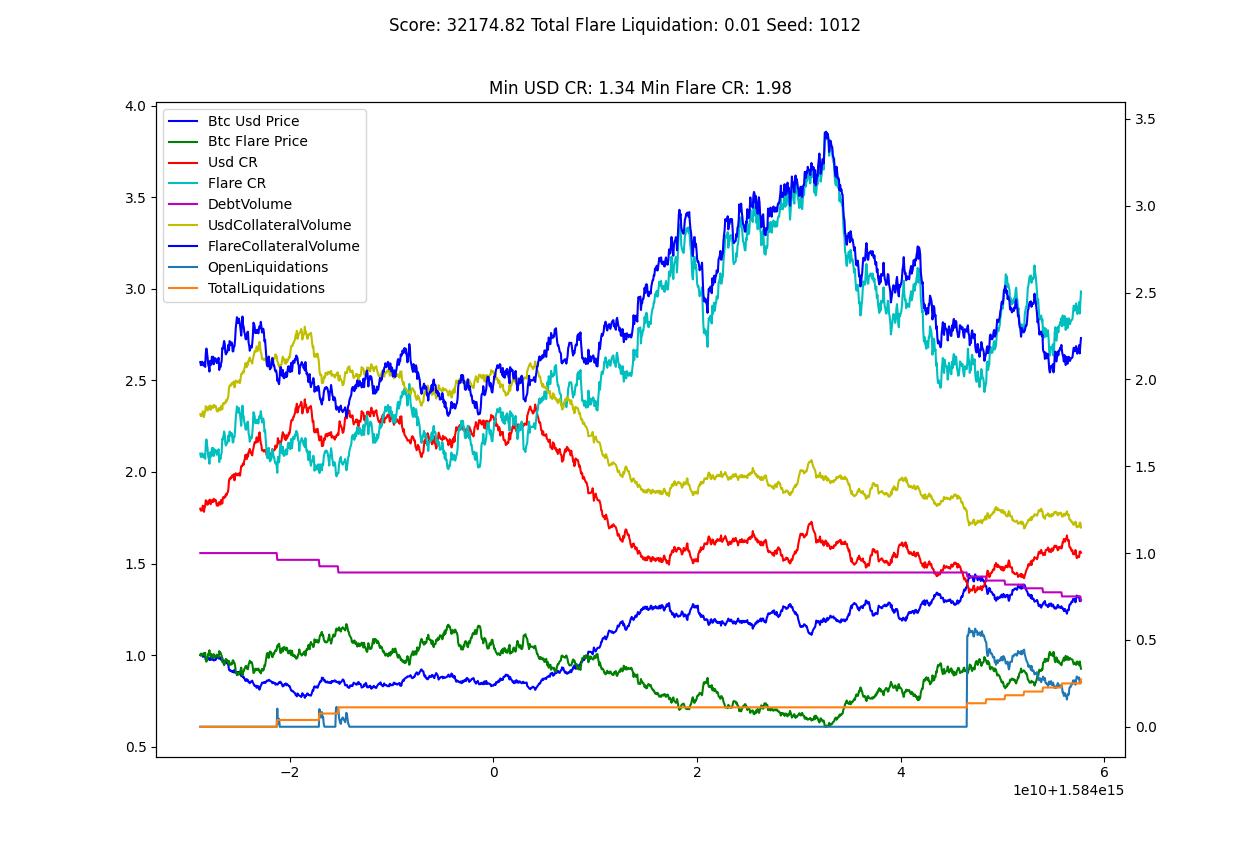 Score: 32174.82 Total Flare Liquidation: 0.01 Seed: 1012
Min USD CR: 1.34 Min Flare CR: 1.98
Btc Usd Price
Btc Flare Price
Usd CR
Flare CR
DebtVolume
UsdCollateralVolume
FlareCollateralVolume
OpenLiquidations
TotalLiquidations
4.0
3.5
3.0
2.5
2.0
1.5
1.0
0.5
3.5
3.0
2.5
2.0
1.5
1.0
0.5
0.0
−2 0 2 4 6
1e10+1.584e15